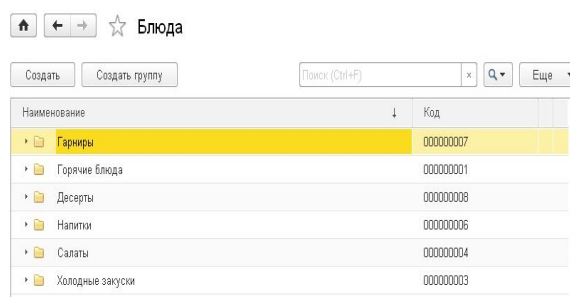 Блюда
Создать Создать группу Поиск (Ctrl+F) × Еще
Наименование ↓ Код
Гарниры 000000007
Горячие блюда 000000001
Десерты 000000008
Напитки 000000006
Салаты 000000004
Холодные закуски 000000003